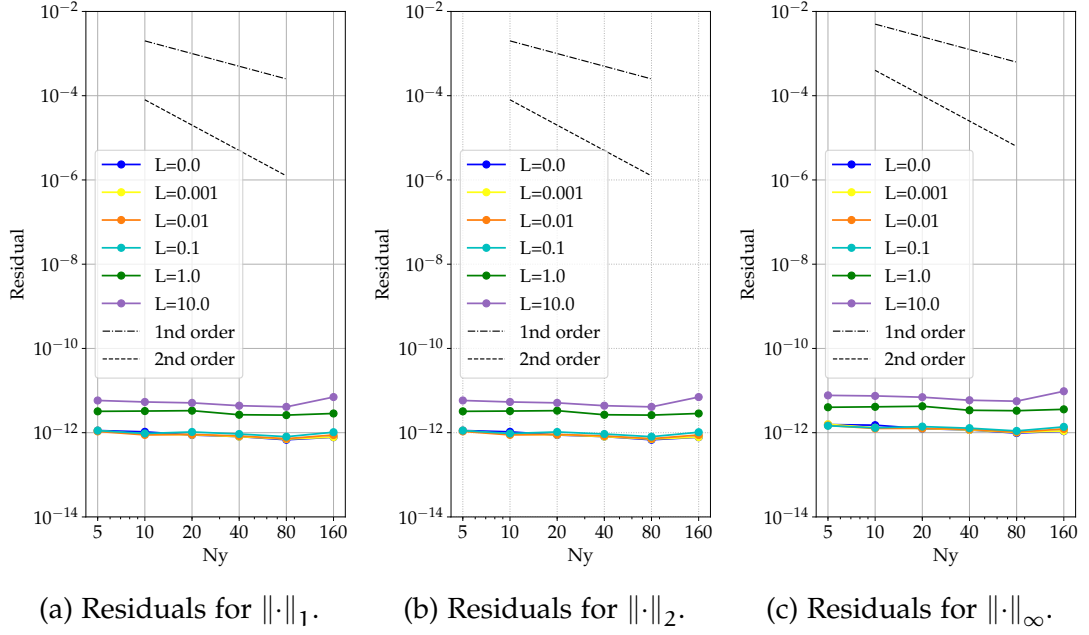 10⁻²
10⁻⁴
10⁻⁶
10⁻⁸
10⁻¹⁰
10⁻¹²
10⁻¹⁴
Residual
L=0.0
L=0.001
L=0.01
L=0.1
L=1.0
L=10.0
1nd order
2nd order
5 10 20 40 80 160
Ny
(a) Residuals for ‖·‖₁.
10⁻²
10⁻⁴
10⁻⁶
10⁻⁸
10⁻¹⁰
10⁻¹²
10⁻¹⁴
Residual
L=0.0
L=0.001
L=0.01
L=0.1
L=1.0
L=10.0
1nd order
2nd order
5 10 20 40 80 160
Ny
(b) Residuals for ‖·‖₂.
10⁻²
10⁻⁴
10⁻⁶
10⁻⁸
10⁻¹⁰
10⁻¹²
10⁻¹⁴
Residual
L=0.0
L=0.001
L=0.01
L=0.1
L=1.0
L=10.0
1nd order
2nd order
5 10 20 40 80 160
Ny
(c) Residuals for ‖·‖∞.